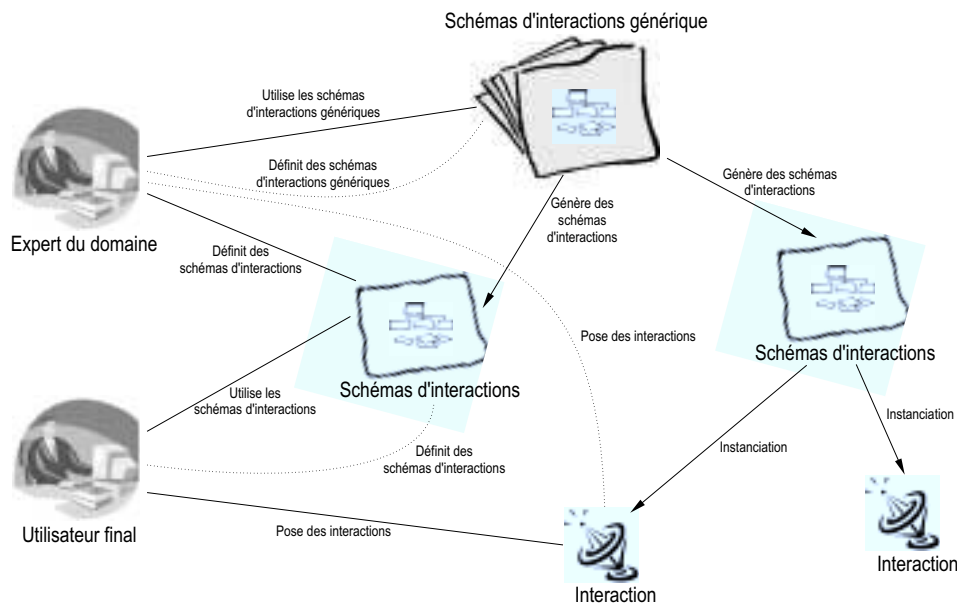 Schémas d'interactions générique
Utilise les schémas
d'interactions génériques
Définit des schémas
d'interactions génériques
Génère des schémas
d'interactions
Génère des
schémas
d'interactions
Expert du domaine
Définit des
schémas d'interactions
Pose des interactions
Schémas d'interactions
Schémas d'interactions
Utilise les
schémas d'interactions
Définit des
schémas d'interactions
Instanciation
Instanciation
Utilisateur final
Pose des interactions
Interaction
Interaction